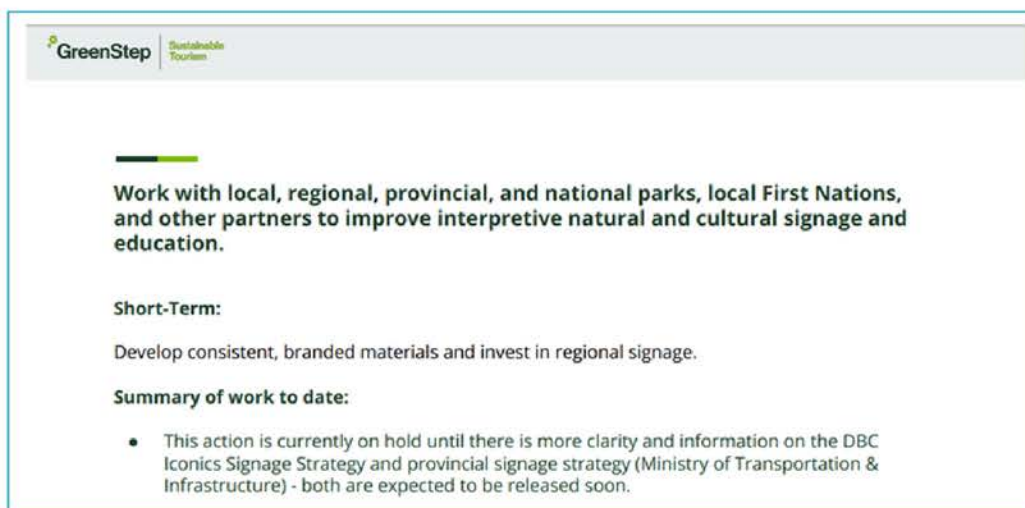 GreenStep
Sustainable
Tourism
Work with local, regional, provincial, and national parks, local First Nations,
and other partners to improve interpretive natural and cultural signage and
education.
Short-Term:
Develop consistent, branded materials and invest in regional signage.
Summary of work to date:
● This action is currently on hold until there is more clarity and information on the DBC
Iconics Signage Strategy and provincial signage strategy (Ministry of Transportation &
Infrastructure) - both are expected to be released soon.